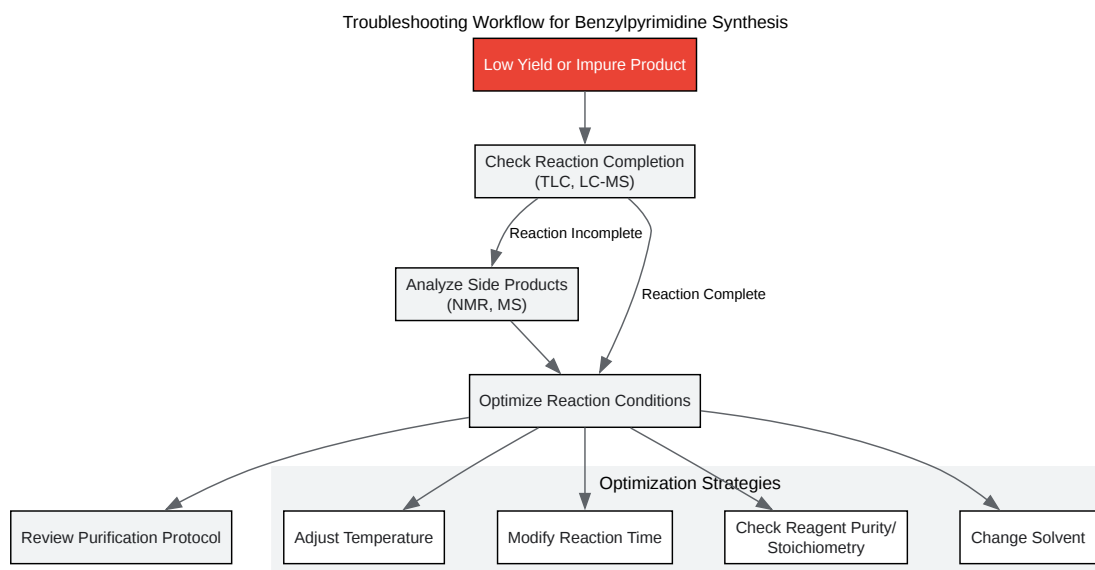 Troubleshooting Workflow for Benzylpyrimidine Synthesis
Low Yield or Impure Product
Check Reaction Completion
(TLC, LC-MS)
Reaction Incomplete
Analyze Side Products
(NMR, MS)
Reaction Complete
Optimize Reaction Conditions
Optimization Strategies
Review Purification Protocol
Adjust Temperature
Modify Reaction Time
Check Reagent Purity/
Stoichiometry
Change Solvent